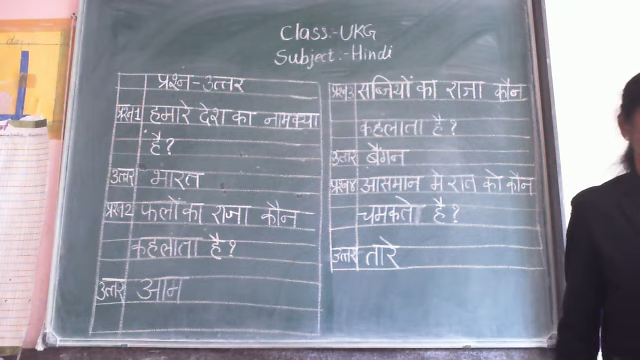 Class:-UKG
Subject:-Hindi
प्रश्न-उत्तर
प्रश्न1 हमारे देश का नाम क्या
है?
उत्तर भारत
प्रश्न2 फलों का राजा कौन
कहलाता है?
उत्तर आम
प्रश्न3 सब्जियों का राजा कौन
कहलाता है?
उत्तर बैंगन
प्रश्न४ आसमान मे रात को कौन
चमकते है?
उत्तर तारे